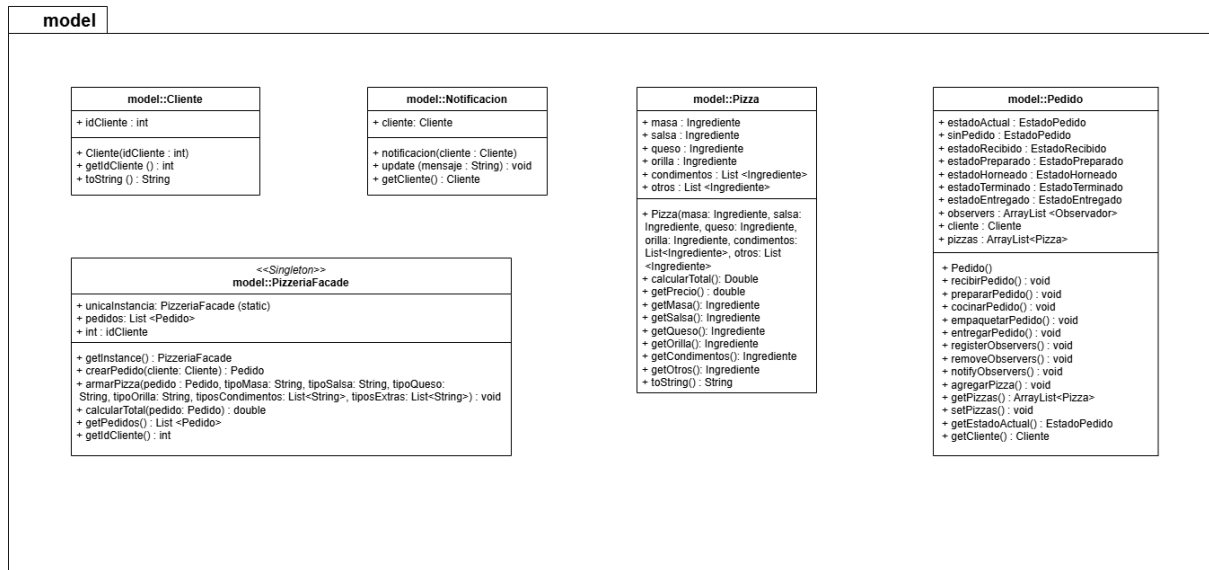 model
model::Cliente
+ idCliente : int
+ Cliente(idCliente : int)
+ getIdCliente () : int
+ toString () : String
model::Notificacion
+ cliente: Cliente
+ notificacion(cliente : Cliente)
+ update (mensaje : String) : void
+ getCliente() : Cliente
model::Pizza
+ masa : Ingrediente
+ salsa : Ingrediente
+ queso : Ingrediente
+ orilla : Ingrediente
+ condimentos : List <Ingrediente>
+ otros : List <Ingrediente>
+ Pizza(masa: Ingrediente, salsa:
Ingrediente, queso: Ingrediente,
orilla: Ingrediente, condimentos:
List<Ingrediente>, otros: List
<Ingrediente>
+ calcularTotal(): Double
+ getPrecio() : double
+ getMasa(): Ingrediente
+ getSalsa(): Ingrediente
+ getQueso(): Ingrediente
+ getOrilla(): Ingrediente
+ getCondimentos(): Ingrediente
+ getOtros(): Ingrediente
+ toString() : String
model::Pedido
+ estadoActual : EstadoPedido
+ sinPedido : EstadoPedido
+ estadoRecibido : EstadoRecibido
+ estadoPreparado : EstadoPreparado
+ estadoHorneado : EstadoHorneado
+ estadoTerminado : EstadoTerminado
+ estadoEntregado : EstadoEntregado
+ observers : ArrayList <Observador>
+ cliente : Cliente
+ pizzas : ArrayList<Pizza>
+ Pedido()
+ recibirPedido() : void
+ prepararPedido() : void
+ cocinarPedido() : void
+ empaquetarPedido() : void
+ entregarPedido() : void
+ registerObservers() : void
+ removeObservers() : void
+ notifyObservers() : void
+ agregarPizza() : void
+ getPizzas() : ArrayList<Pizza>
+ setPizzas() : void
+ getEstadoActual() : EstadoPedido
+ getCliente() : Cliente
<<Singleton>>
model::PizzeriaFacade
+ unicaInstancia: PizzeriaFacade (static)
+ pedidos: List <Pedido>
+ int : idCliente
+ getInstance() : PizzeriaFacade
+ crearPedido(cliente: Cliente) : Pedido
+ armarPizza(pedido : Pedido, tipoMasa: String, tipoSalsa: String, tipoQueso:
String, tipoOrilla: String, tiposCondimentos: List<String>, tiposExtras: List<String>) : void
+ calcularTotal(pedido: Pedido) : double
+ getPedidos() : List <Pedido>
+ getIdCliente() : int